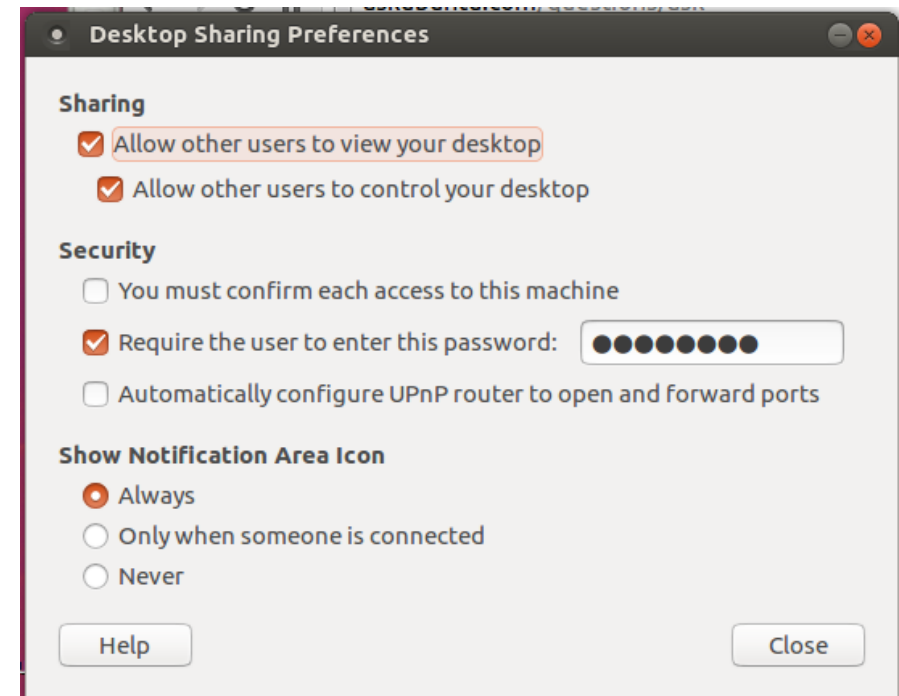 Desktop Sharing Preferences
Sharing
Allow other users to view your desktop
Allow other users to control your desktop
Security
You must confirm each access to this machine
Require the user to enter this password: ●●●●●●●●
Automatically configure UPnP router to open and forward ports
Show Notification Area Icon
Always
Only when someone is connected
Never
Help Close